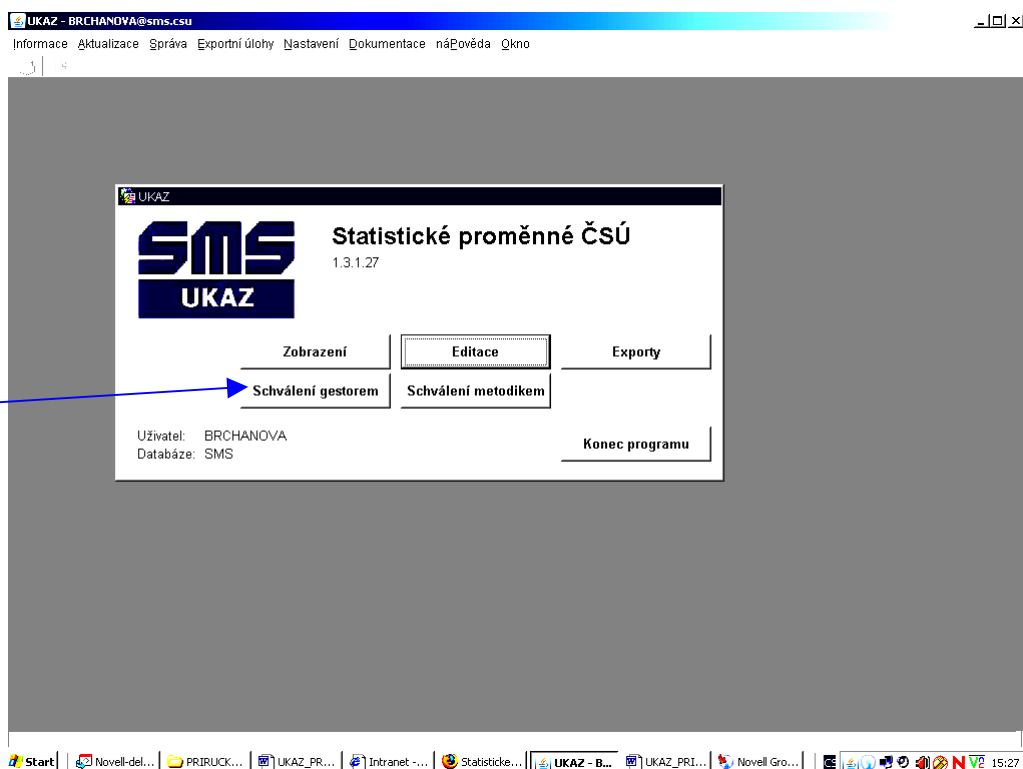 UKAZ - BRCHANOVA@sms.csu
Informace Aktualizace Správa Exportní úlohy Nastavení Dokumentace náPověda Okno
UKAZ
SMS
UKAZ
Statistické proměnné ČSÚ
1.3.1.27
Zobrazení Editace Exporty
Schválení gestorem Schválení metodikem
Uživatel: BRCHANOVA
Databáze: SMS
Konec programu
Start Novell-del... PRIRUCK... UKAZ_PR... Intranet -... Statisticke... UKAZ - B... UKAZ_PRI... Novell Gro... 15:27